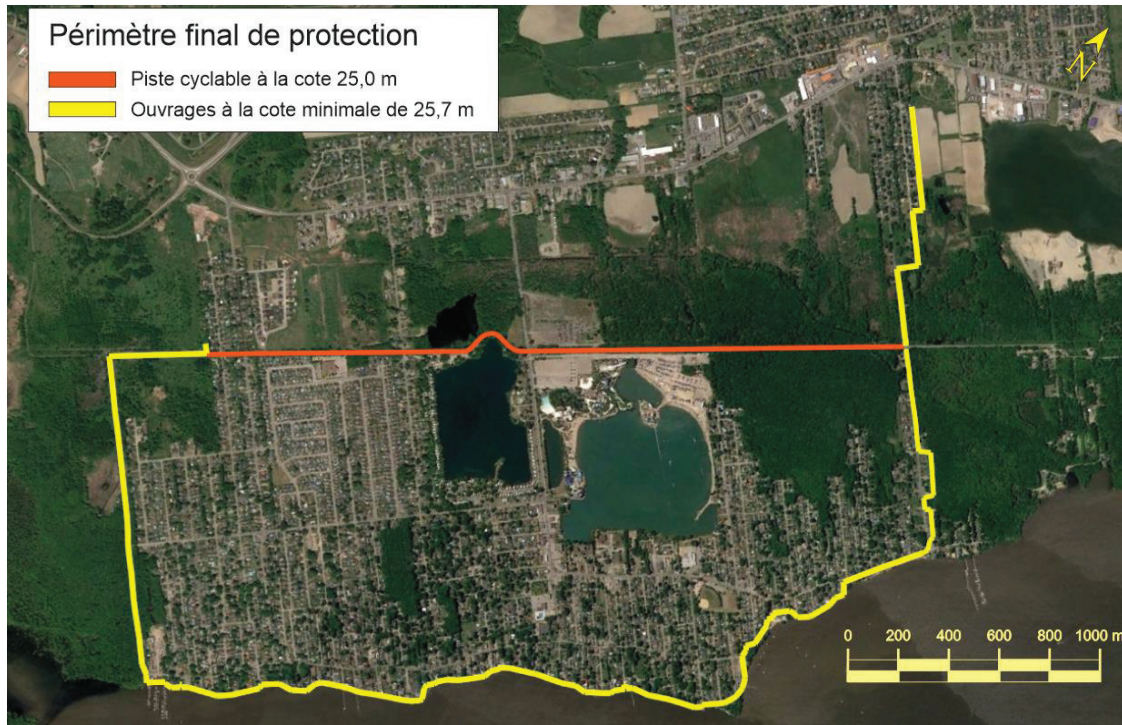 Périmètre final de protection
Piste cyclable à la cote 25,0 m
Ouvrages à la cote minimale de 25,7 m
N
0 200 400 600 800 1000 m